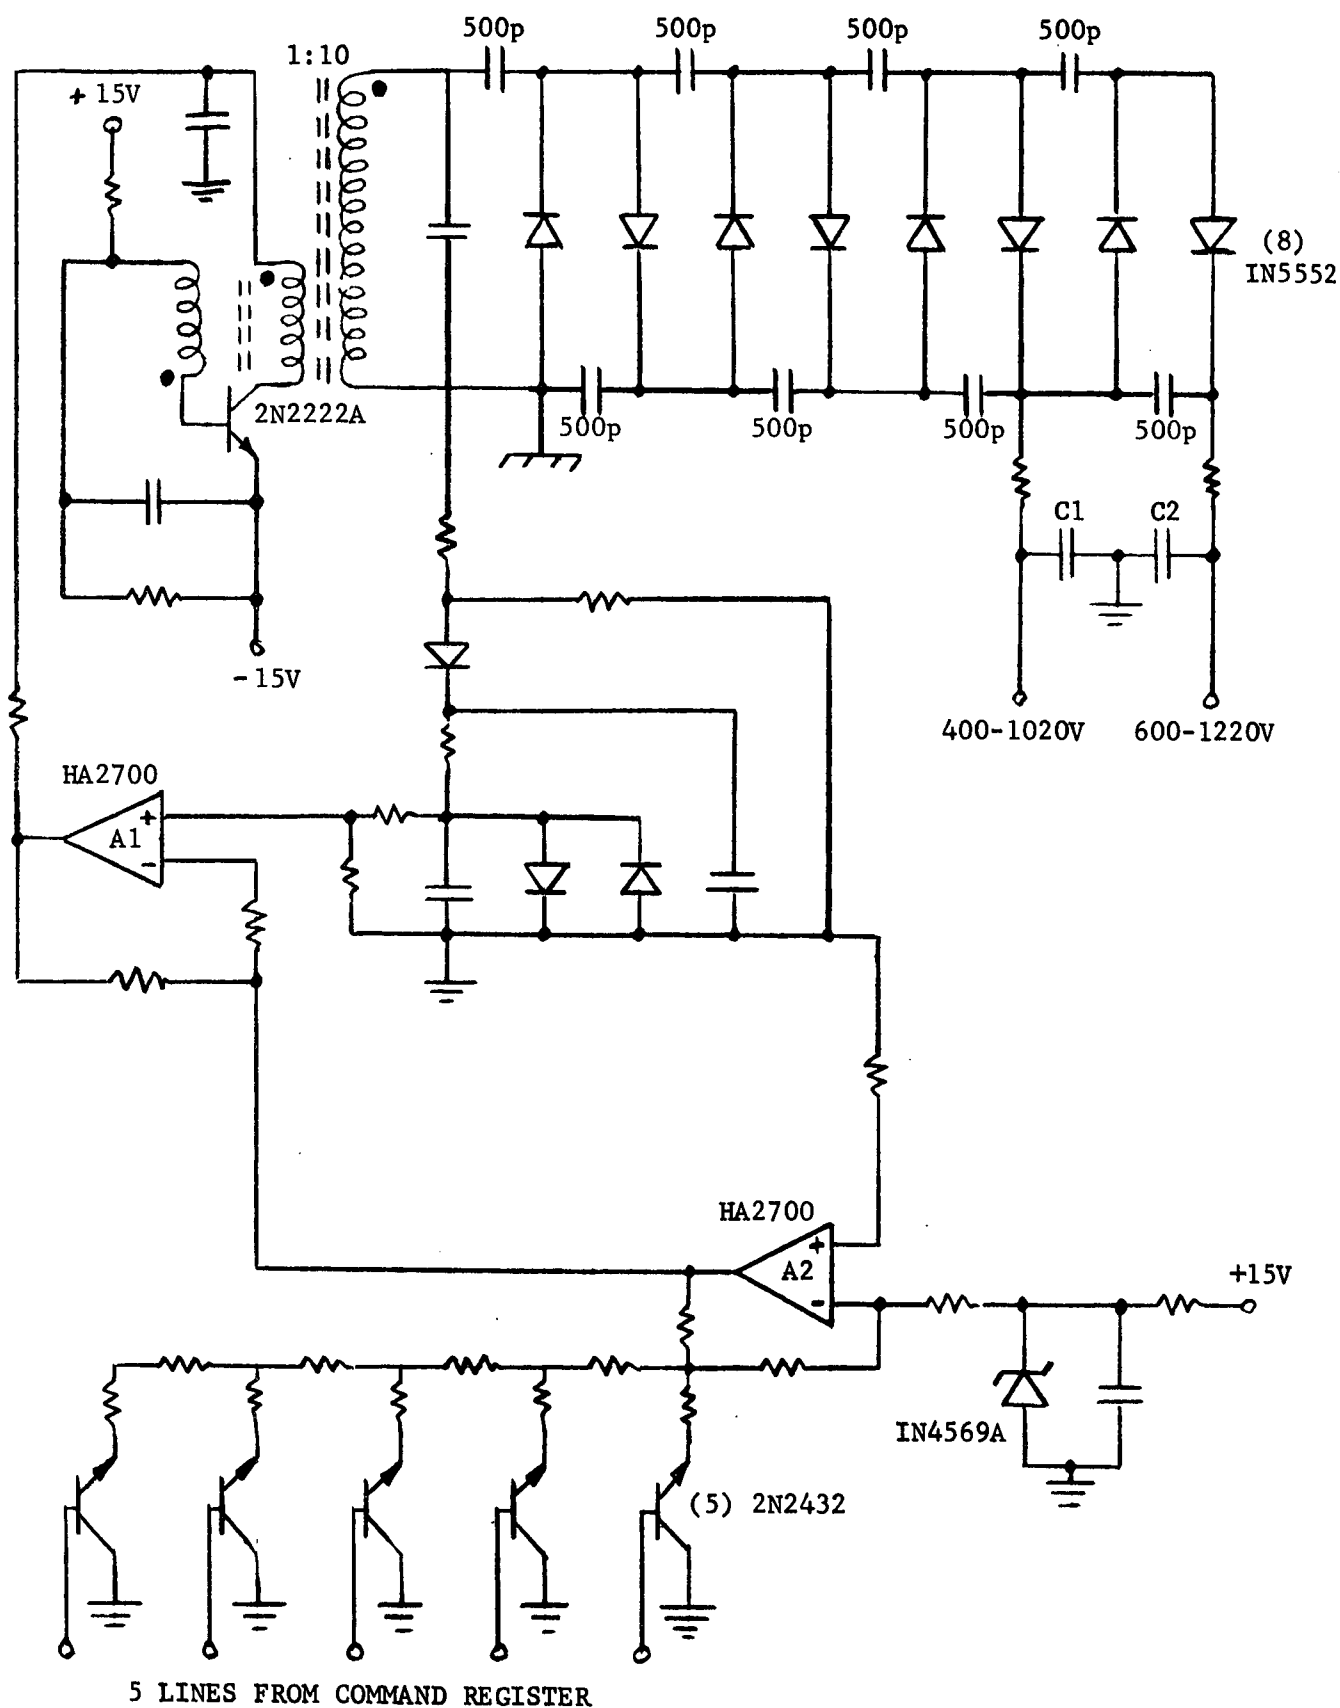 500p
500p
500p
500p
1:10
+ 15V
(8)
IN5552
2N2222A
500p
500p
500p
500p
C1
C2
-15V
400-1020V
600-1220V
HA2700
+
A1
-
HA2700
+
A2
-
+15V
IN4569A
(5) 2N2432
5 LINES FROM COMMAND REGISTER